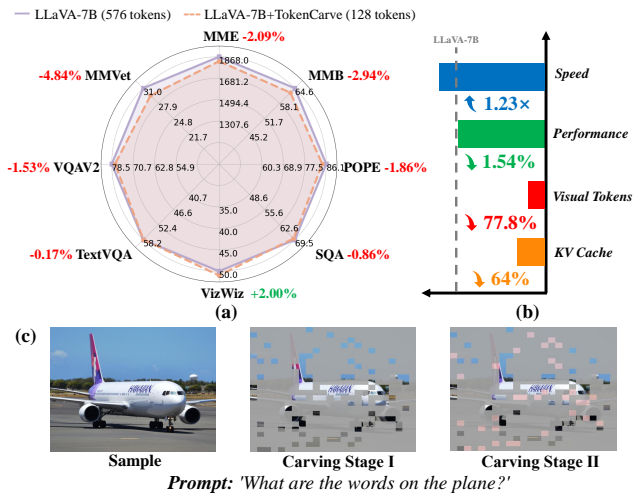 LLaVA-7B (576 tokens) LLaVA-7B+TokenCarve (128 tokens)
(a)
MME -2.09%
MMB -2.94%
POPE -1.86%
SQA -0.86%
VizWiz +2.00%
-0.17% TextVQA
-1.53% VQAV2
-4.84% MMVet
1868.0
1681.2
1494.4
1307.6
64.6
58.1
51.7
45.2
60.3 68.9 77.5 86.1
48.6
55.6
62.6
69.5
35.0
40.0
45.0
50.0
40.7
46.6
52.4
58.2
78.5 70.7 62.8 54.9
31.0
27.9
24.8
21.7
(b)
LLaVA-7B
Speed
1.23×
Performance
1.54%
Visual Tokens
77.8%
KV Cache
64%
(c)
HAWAIIAN
Sample
Carving Stage I
Carving Stage II
Prompt: 'What are the words on the plane?'